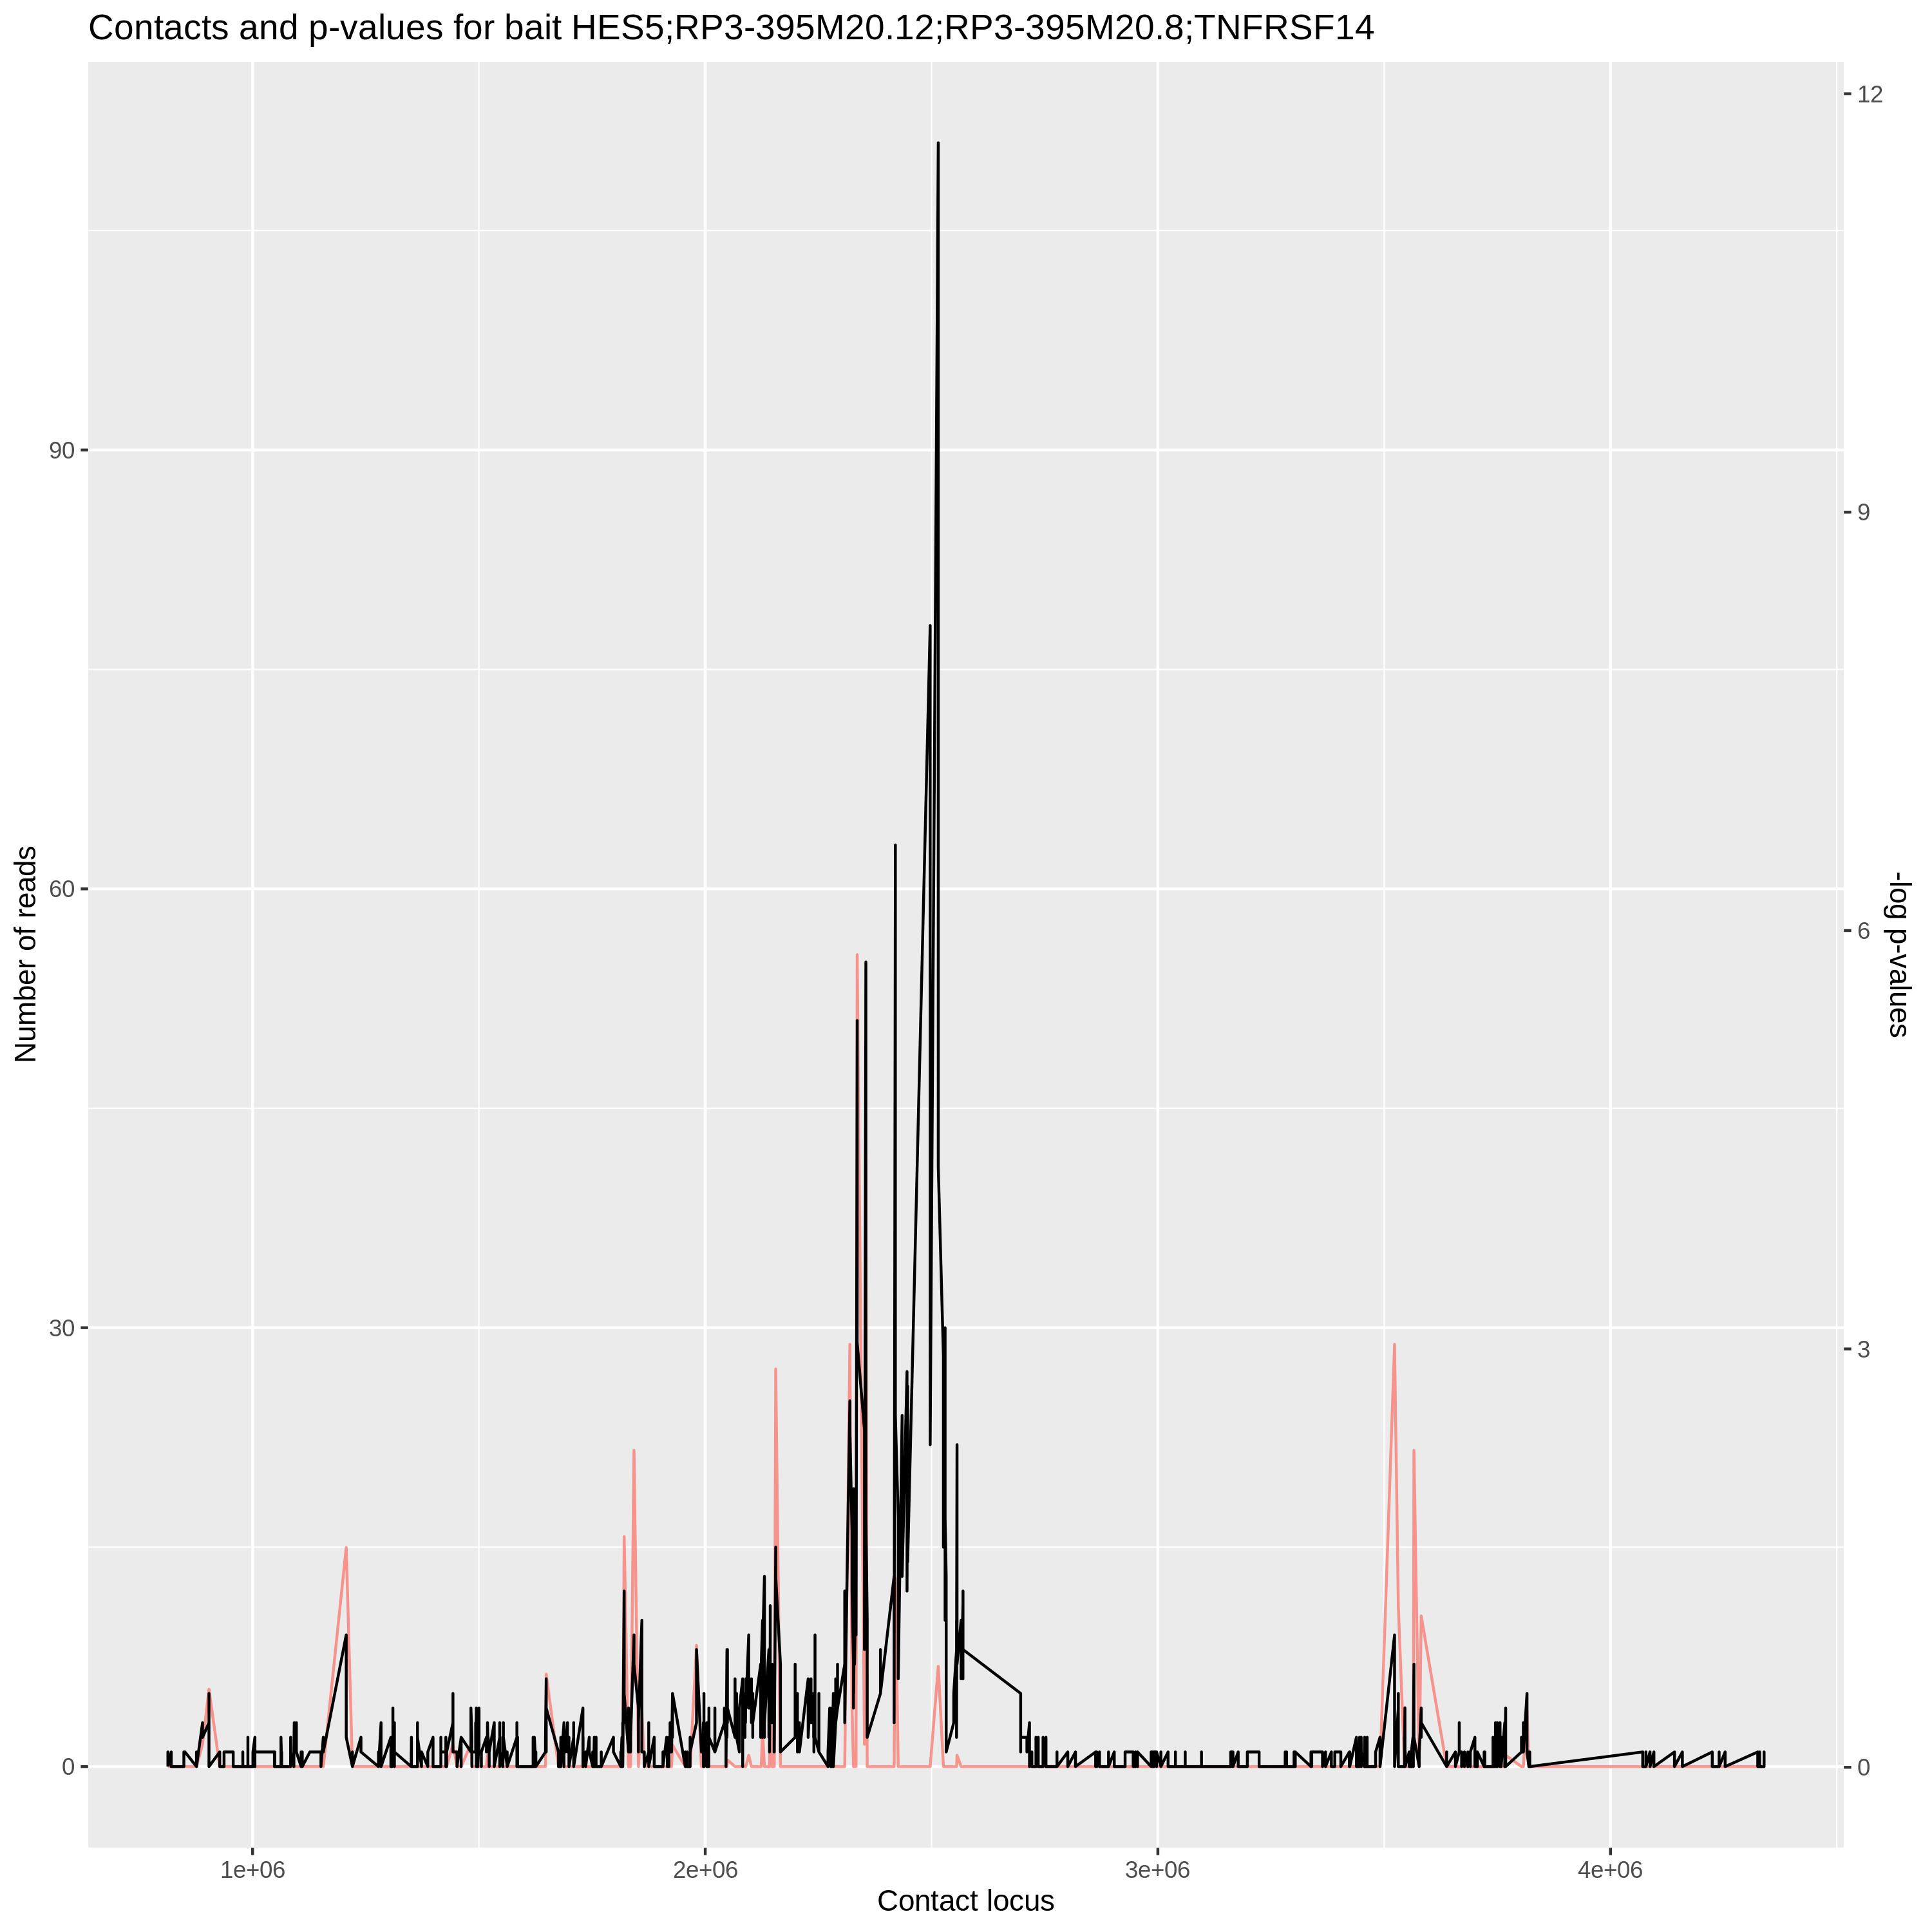 Contacts and p-values for bait HES5;RP3-395M20.12;RP3-395M20.8;TNFRSF14
12
90
9
60
6
Number of reads
-log p-values
30
3
0
0
1e+06
2e+06
3e+06
4e+06
Contact locus